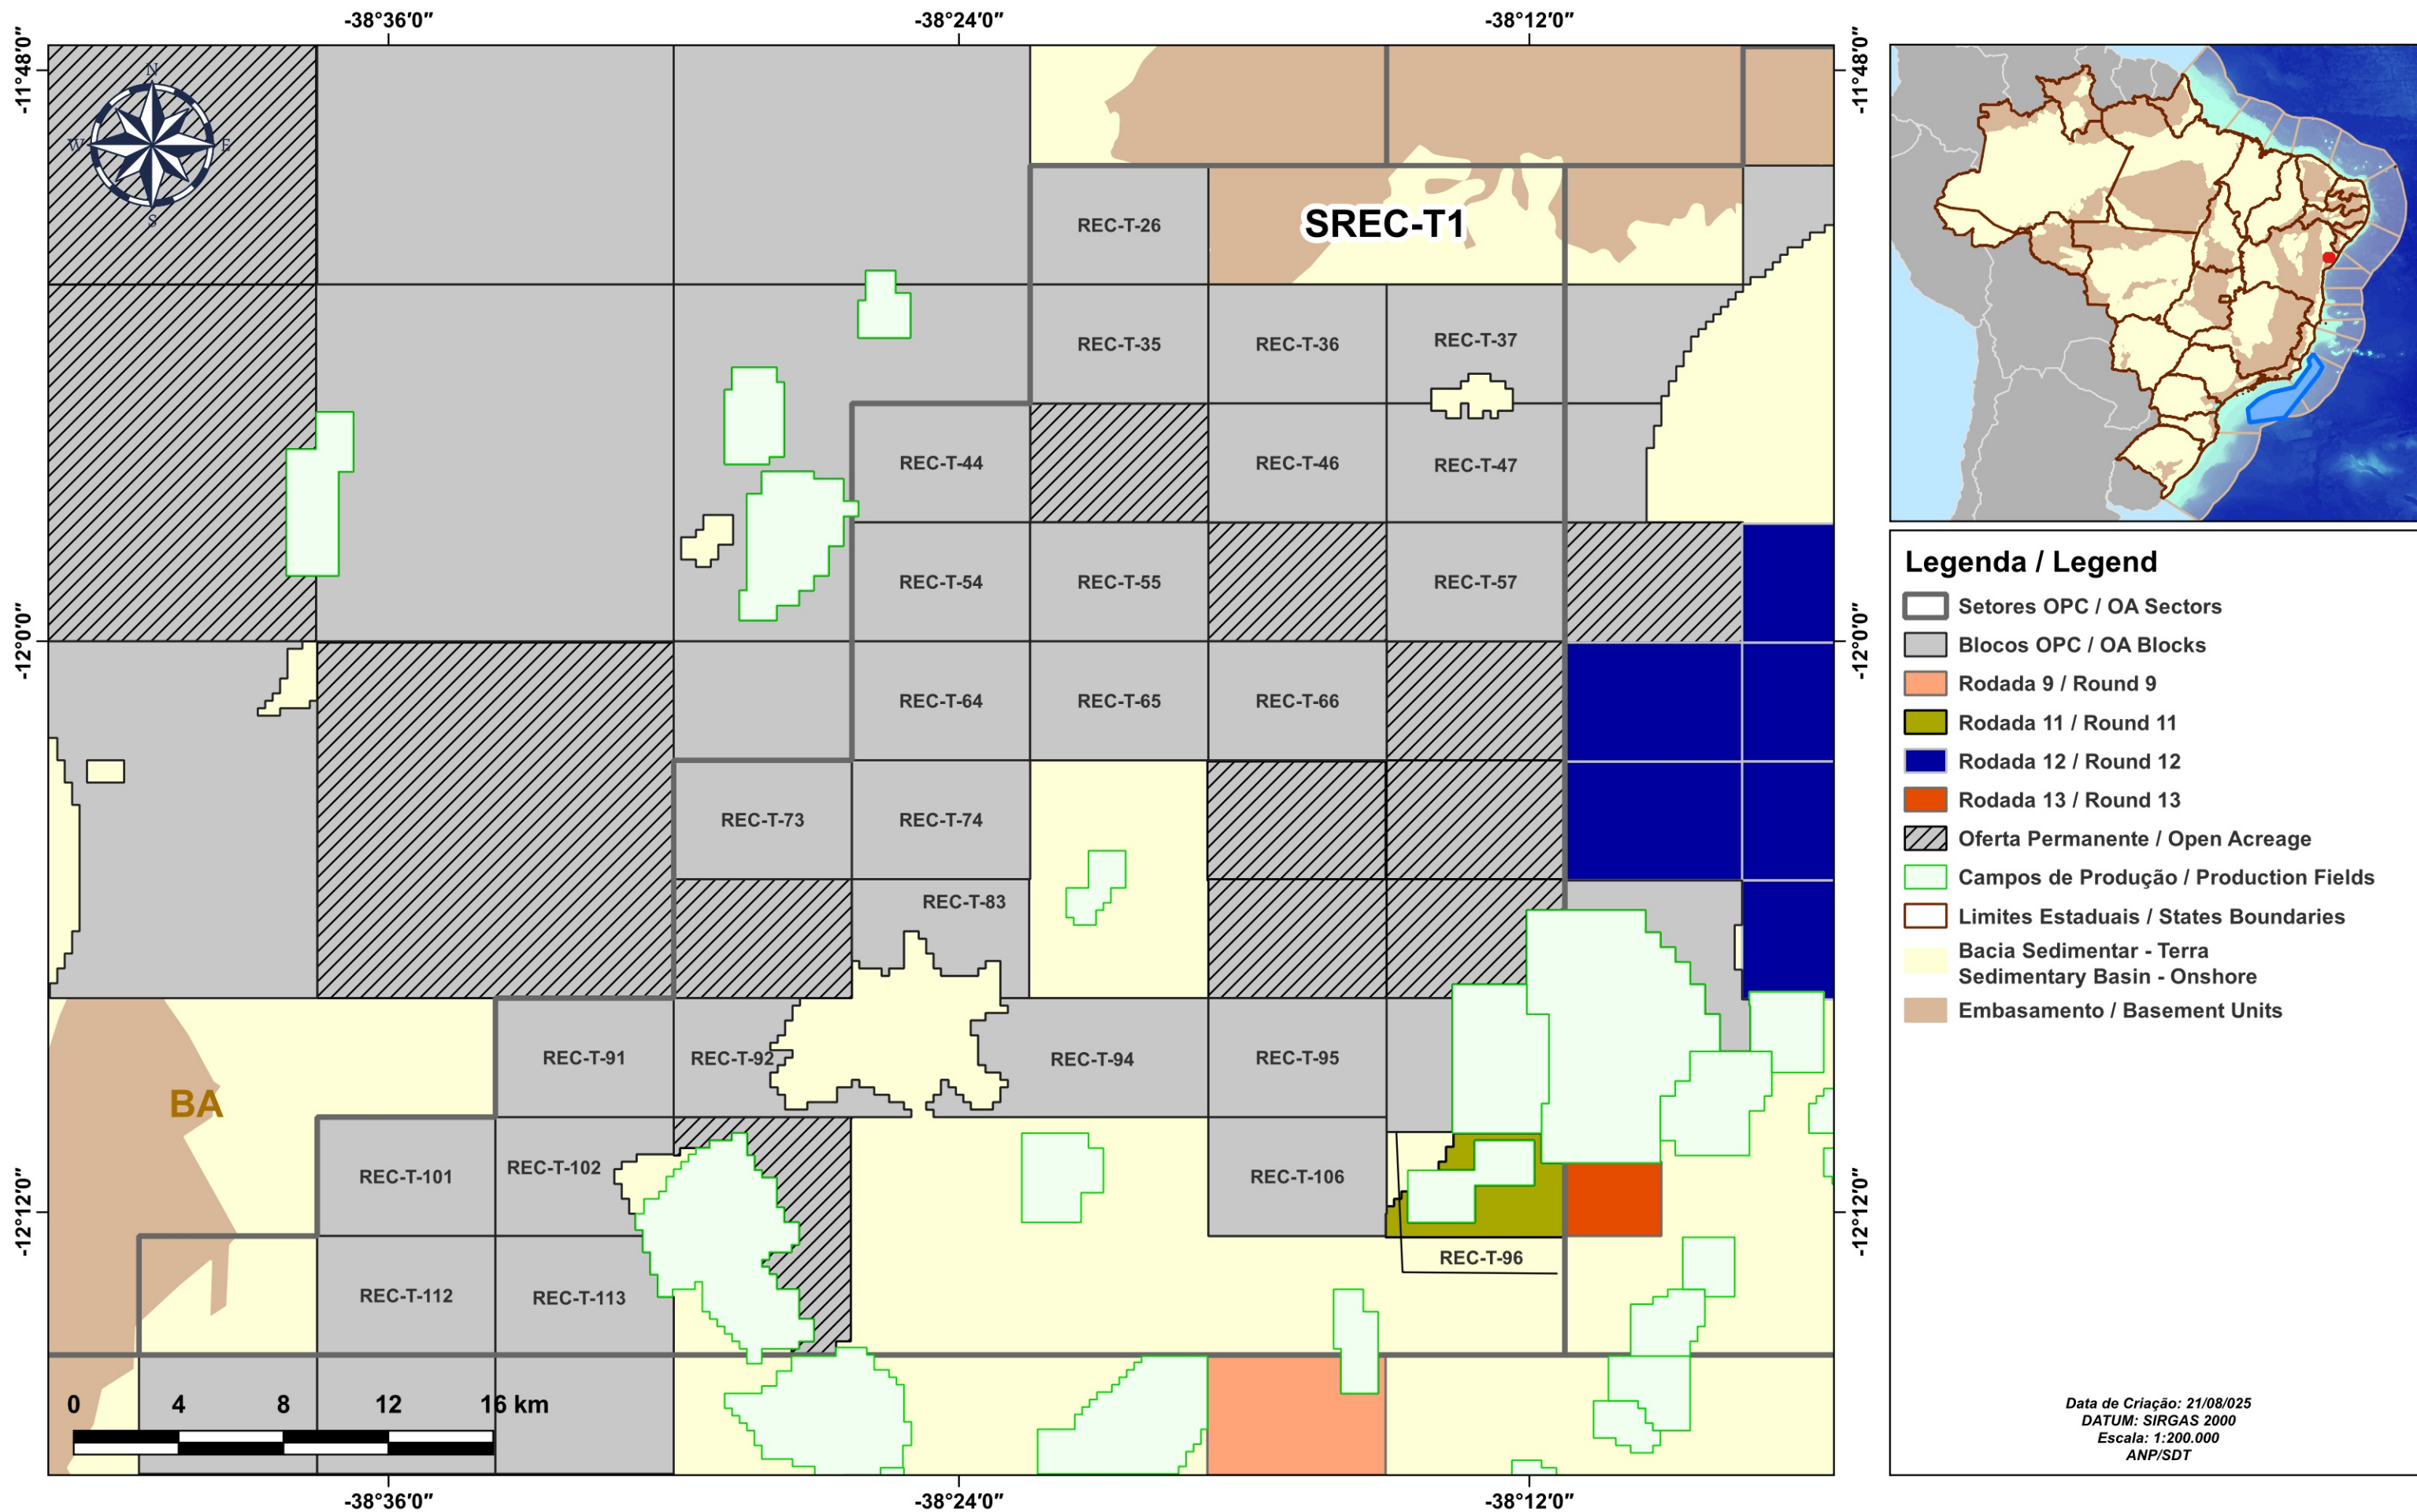 -38°36'0"
-38°24'0"
-38°12'0"
-11°48'0"
-11°48'0"
N
W
E
S
REC-T-26
SREC-T1
REC-T-35
REC-T-36
REC-T-37
REC-T-44
REC-T-46
REC-T-47
REC-T-54
REC-T-55
REC-T-57
-12°0'0"
-12°0'0"
REC-T-64
REC-T-65
REC-T-66
REC-T-73
REC-T-74
REC-T-83
REC-T-91
REC-T-92
REC-T-94
REC-T-95
BA
REC-T-101
REC-T-102
REC-T-106
-12°12'0"
-12°12'0"
REC-T-96
REC-T-112
REC-T-113
0 4 8 12 16 km
-38°36'0"
-38°24'0"
-38°12'0"
Legenda / Legend
Setores OPC / OA Sectors
Blocos OPC / OA Blocks
Rodada 9 / Round 9
Rodada 11 / Round 11
Rodada 12 / Round 12
Rodada 13 / Round 13
Oferta Permanente / Open Acreage
Campos de Produção / Production Fields
Limites Estaduais / States Boundaries
Bacia Sedimentar - Terra
Sedimentary Basin - Onshore
Embasamento / Basement Units
Data de Criação: 21/08/025
DATUM: SIRGAS 2000
Escala: 1:200.000
ANP/SDT